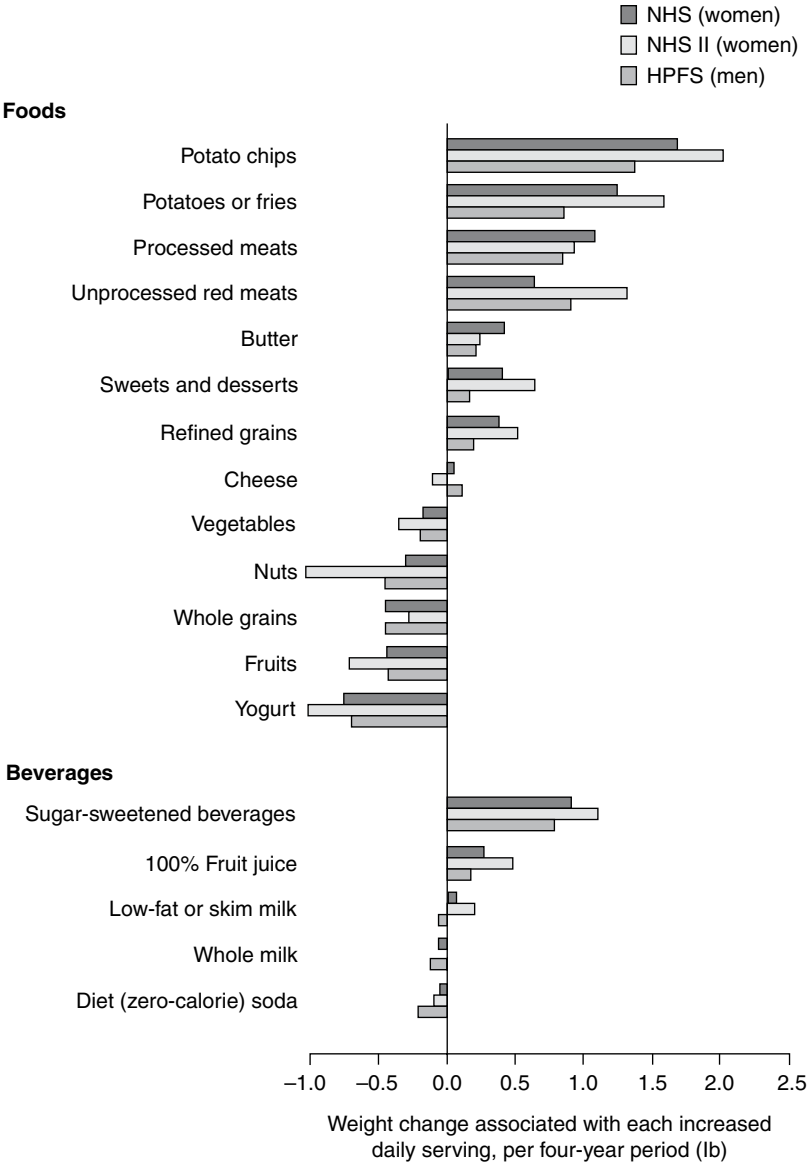 NHS (women)
NHS II (women)
HPFS (men)
Foods
Potato chips
Potatoes or fries
Processed meats
Unprocessed red meats
Butter
Sweets and desserts
Refined grains
Cheese
Vegetables
Nuts
Whole grains
Fruits
Yogurt
Beverages
Sugar-sweetened beverages
100% Fruit juice
Low-fat or skim milk
Whole milk
Diet (zero-calorie) soda
–1.0 –0.5 0.0 0.5 1.0 1.5 2.0 2.5
Weight change associated with each increased
daily serving, per four-year period (lb)